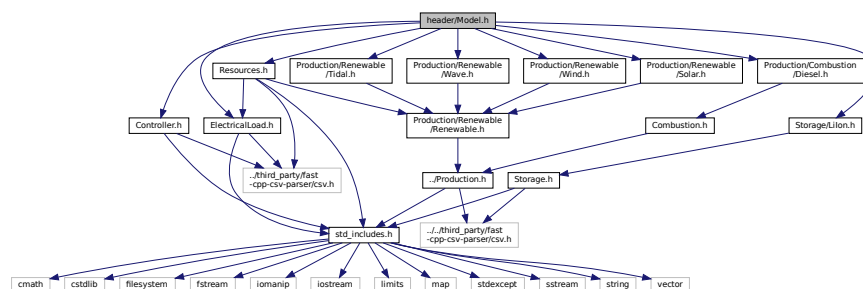 header/Model.h
Resources.h
Production/Renewable
/Tidal.h
Production/Renewable
/Wave.h
Production/Renewable
/Wind.h
Production/Renewable
/Solar.h
Production/Combustion
/Diesel.h
Controller.h
ElectricalLoad.h
Production/Renewable
/Renewable.h
Combustion.h
Storage/LiIon.h
../third_party/fast
-cpp-csv-parser/csv.h
../Production.h
Storage.h
std_includes.h
../../third_party/fast
-cpp-csv-parser/csv.h
cmath
cstdlib
filesystem
fstream
iomanip
iostream
limits
map
stdexcept
sstream
string
vector